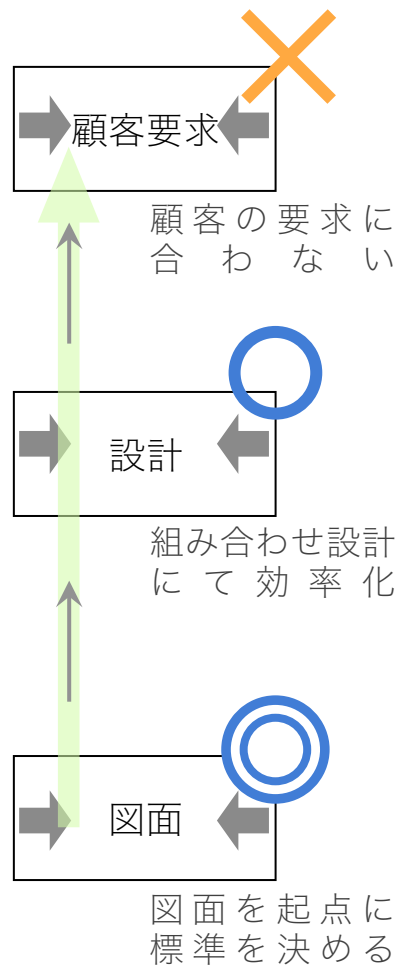 顧客要求
顧客の要求に
合わない
設計
組み合わせ設計
にて効率化
図面
図面を起点に
標準を決める